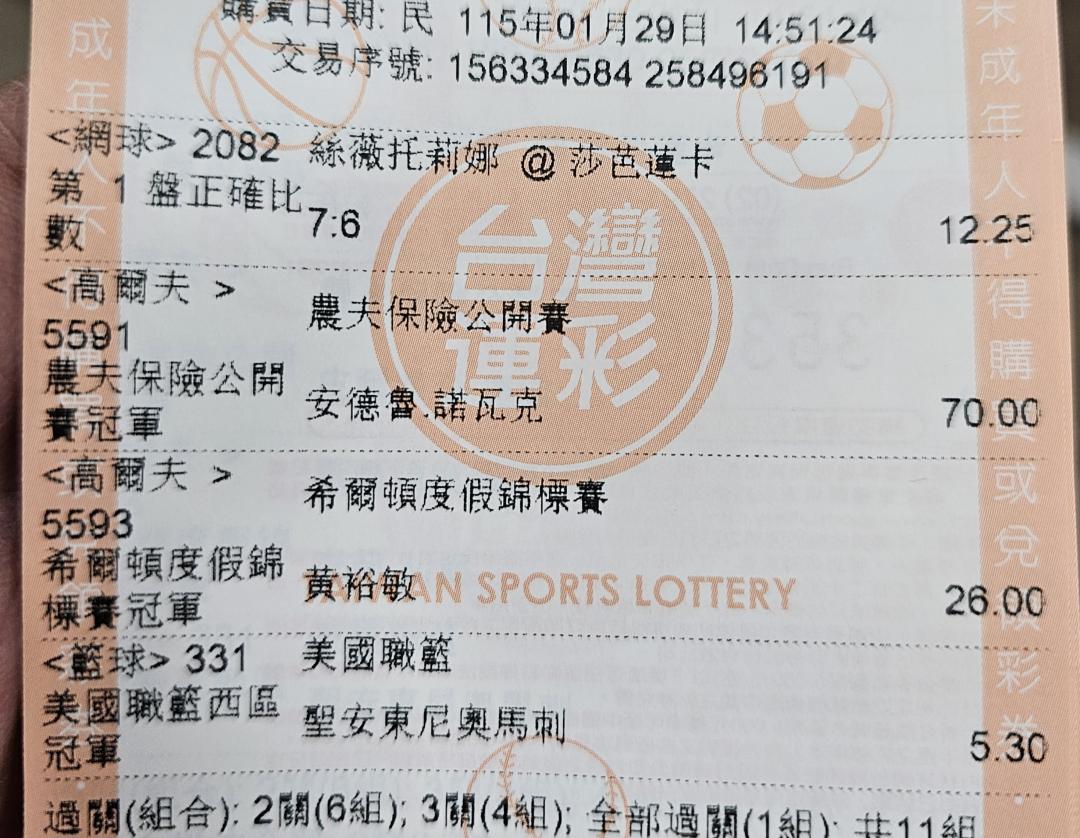 購買日期: 民 115年01月29日 14:51:24
交易序號: 156334584 258496191
<網球> 2082 絲薇托莉娜 @ 莎芭蓮卡
第 1 盤正確比數 7:6 12.25
<高爾夫 > 5591 農夫保險公開賽
農夫保險公開賽冠軍 安德魯.諾瓦克 70.00
<高爾夫 > 5593 希爾頓度假錦標賽
希爾頓度假錦標賽冠軍 黃裕敏 26.00
<籃球> 331 美國職籃
美國職籃西區冠軍 聖安東尼奧馬刺 5.30
過關(組合): 2關(6組); 3關(4組); 全部過關(1組); 共11組
台灣
運彩
TAIWAN SPORTS LOTTERY
未成年人不得購買或兌領彩券.